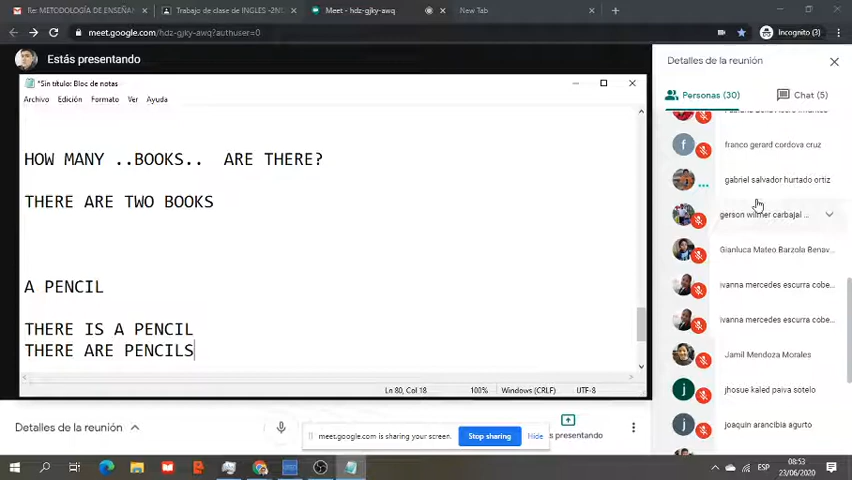 Re: METODOLOGÍA DE ENSEÑA
Trabajo de clase de INGLES -2N
Meet - hdz-gjky-awq
New Tab
meet.google.com/hdz-gjky-awq?authuser=0
Incognito (3)
Estás presentando
*Sin título: Bloc de notas
Archivo Edición Formato Ver Ayuda
HOW MANY ..BOOKS.. ARE THERE?
THERE ARE TWO BOOKS
A PENCIL
THERE IS A PENCIL
THERE ARE PENCILS
Ln 80, Col 18 100% Windows (CRLF) UTF-8
Detalles de la reunión
meet.google.com is sharing your screen.
Stop sharing
Hide
presentando
Detalles de la reunión
Personas (30)
Chat (5)
franco gerard cordova cruz
gabriel salvador hurtado ortiz
gerson wilmer carbajal ...
Gianluca Mateo Barzola Benav...
ivanna mercedes escurra cobe...
ivanna mercedes escurra cobe...
Jamil Mendoza Morales
jhosue kaled paiva sotelo
joaquin arancibia agurto
ESP
08:53
23/06/2020